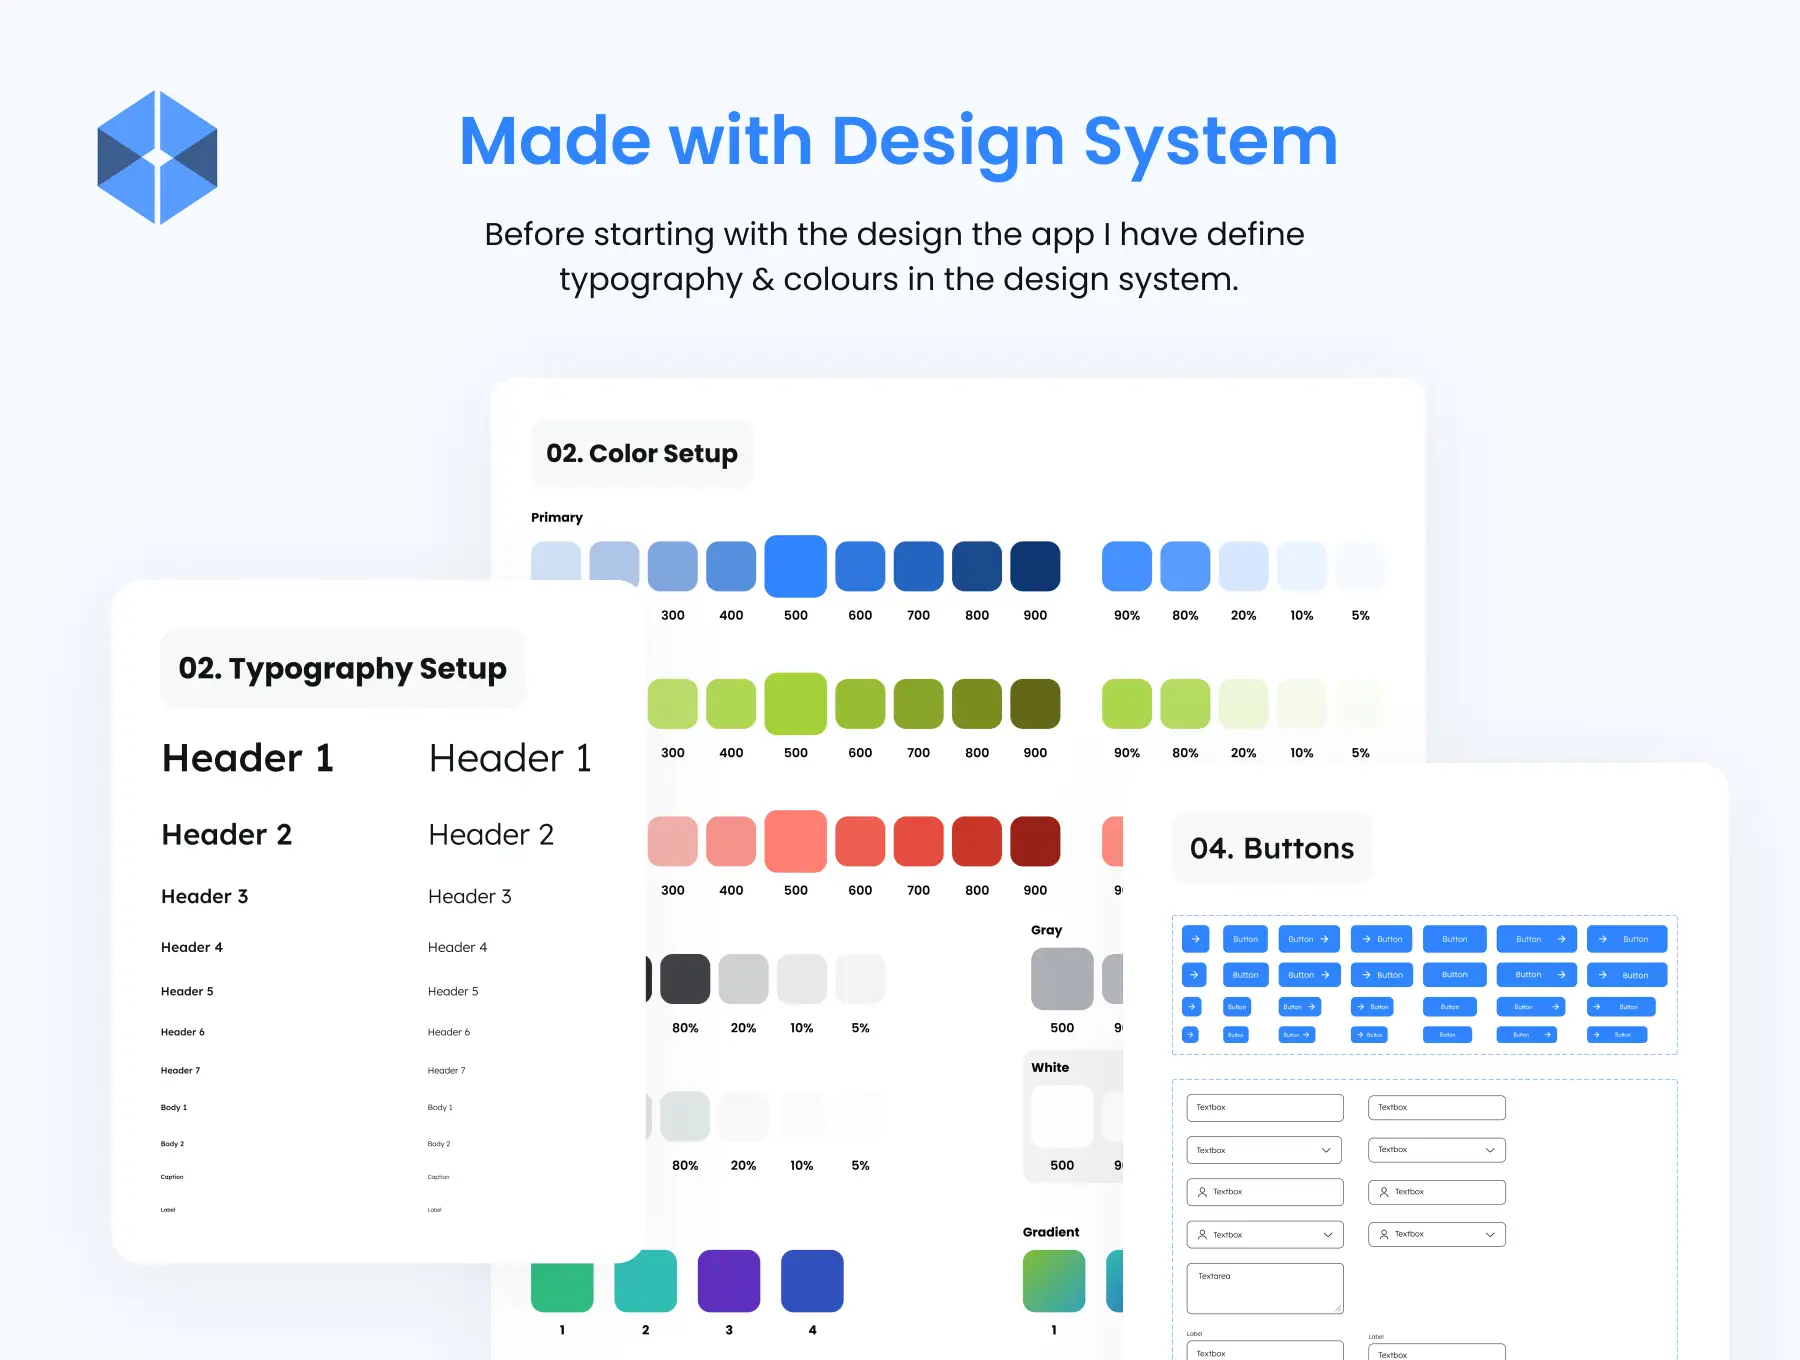 Made with Design System
Before starting with the design the app I have define
typography & colours in the design system.
02. Color Setup
Primary
300 400 500 600 700 800 900 90% 80% 20% 10% 5%
300 400 500 600 700 800 900 90% 80% 20% 10% 5%
300 400 500 600 700 800 900
Gray
80% 20% 10% 5% 500
White
80% 20% 10% 5% 500
Gradient
1 2 3 4 1
02. Typography Setup
Header 1 Header 1
Header 2 Header 2
Header 3 Header 3
Header 4 Header 4
Header 5 Header 5
Header 6 Header 6
Header 7 Header 7
Body 1 Body 1
Body 2 Body 2
Caption Caption
Label Label
04. Buttons
Button Button Button Button Button Button
Button Button Button Button Button Button
Button Button Button Button Button Button
Button Button Button Button Button Button
Textbox Textbox
Textbox Textbox
Textbox Textbox
Textbox Textbox
Textarea
Label Label
Textbox Textbox